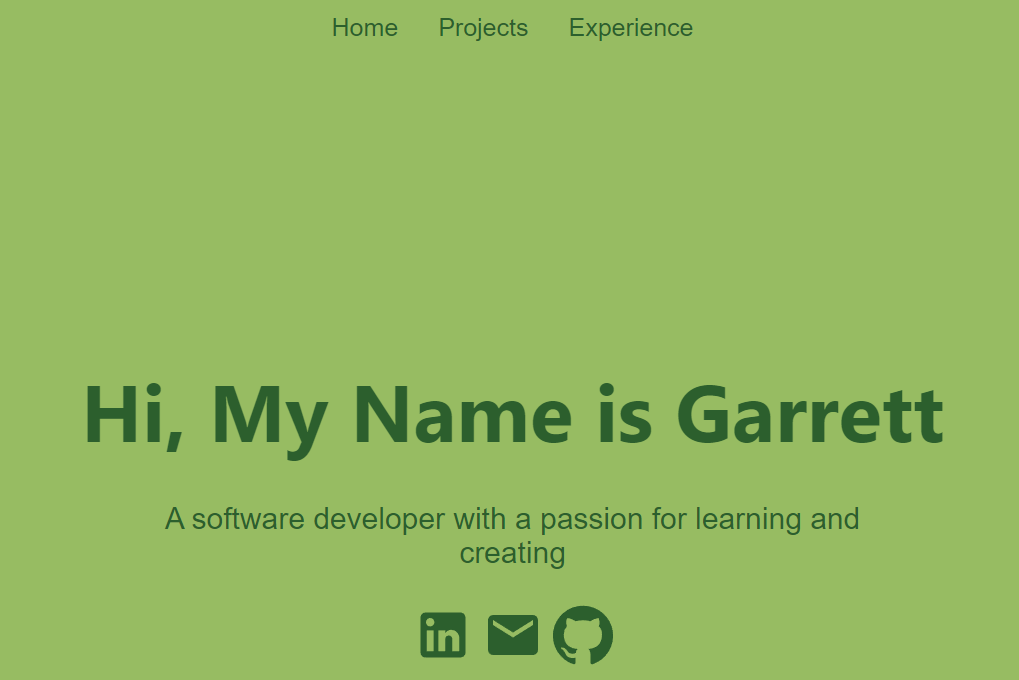 Home Projects Experience
Hi, My Name is Garrett
A software developer with a passion for learning and
creating
in